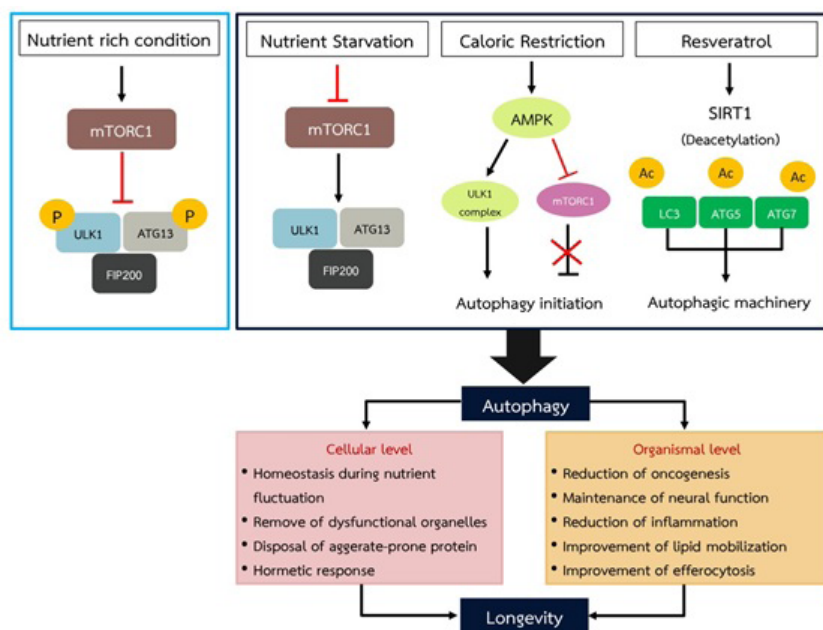 Nutrient rich condition
mTORC1
P
P
ULK1
ATG13
FIP200
Nutrient Starvation
mTORC1
ULK1
ATG13
FIP200
Caloric Restriction
AMPK
ULK1
complex
mTORC1
Autophagy initiation
Resveratrol
SIRT1
(Deacetylation)
Ac
Ac
Ac
LC3
ATG5
ATG7
Autophagic machinery
Autophagy
Cellular level
• Homeostasis during nutrient
fluctuation
• Remove of dysfunctional organelles
• Disposal of aggerate-prone protein
• Hormetic response
Organismal level
• Reduction of oncogenesis
• Maintenance of neural function
• Reduction of inflammation
• Improvement of lipid mobilization
• Improvement of efferocytosis
Longevity